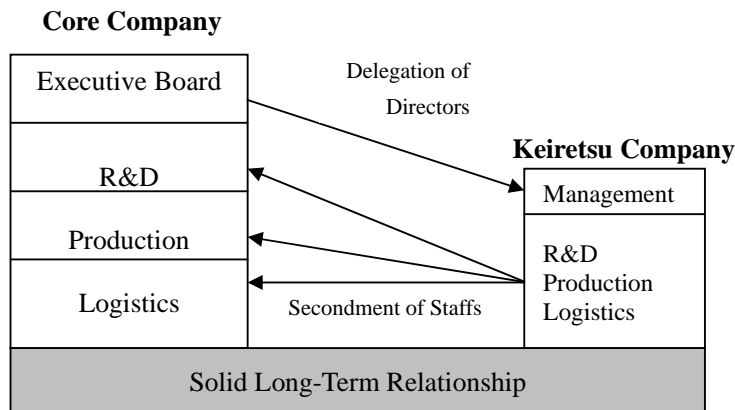 Core Company
Executive Board
R&D
Production
Logistics
Delegation of
Directors
Secondment of Staffs
Keiretsu Company
Management
R&D
Production
Logistics
Solid Long-Term Relationship